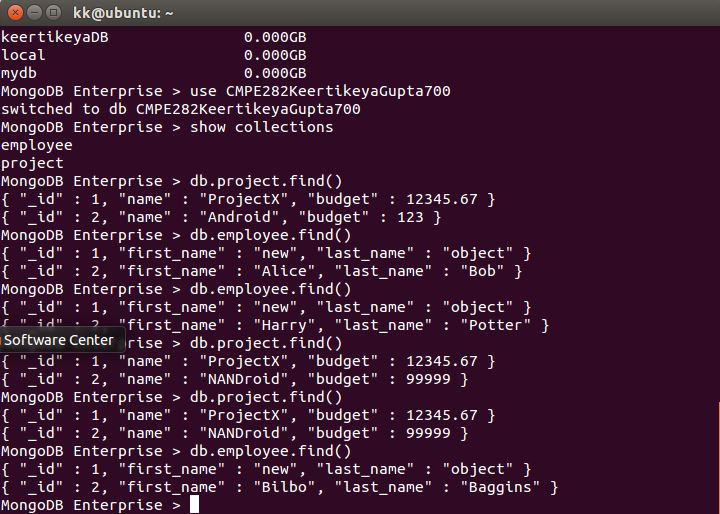 kk@ubuntu: ~
keertikeyaDB 0.000GB
local 0.000GB
mydb 0.000GB
MongoDB Enterprise > use CMPE282KeertikeyaGupta700
switched to db CMPE282KeertikeyaGupta700
MongoDB Enterprise > show collections
employee
project
MongoDB Enterprise > db.project.find()
{ "_id" : 1, "name" : "ProjectX", "budget" : 12345.67 }
{ "_id" : 2, "name" : "Android", "budget" : 123 }
MongoDB Enterprise > db.employee.find()
{ "_id" : 1, "first_name" : "new", "last_name" : "object" }
{ "_id" : 2, "first_name" : "Alice", "last_name" : "Bob" }
MongoDB Enterprise > db.employee.find()
{ "_id" : 1, "first_name" : "new", "last_name" : "object" }
{ "_id" : 2, "first_name" : "Harry", "last_name" : "Potter" }
Software Center
prise > db.project.find()
{ "_id" : 1, "name" : "ProjectX", "budget" : 12345.67 }
{ "_id" : 2, "name" : "NANDroid", "budget" : 99999 }
MongoDB Enterprise > db.project.find()
{ "_id" : 1, "name" : "ProjectX", "budget" : 12345.67 }
{ "_id" : 2, "name" : "NANDroid", "budget" : 99999 }
MongoDB Enterprise > db.employee.find()
{ "_id" : 1, "first_name" : "new", "last_name" : "object" }
{ "_id" : 2, "first_name" : "Bilbo", "last_name" : "Baggins" }
MongoDB Enterprise >